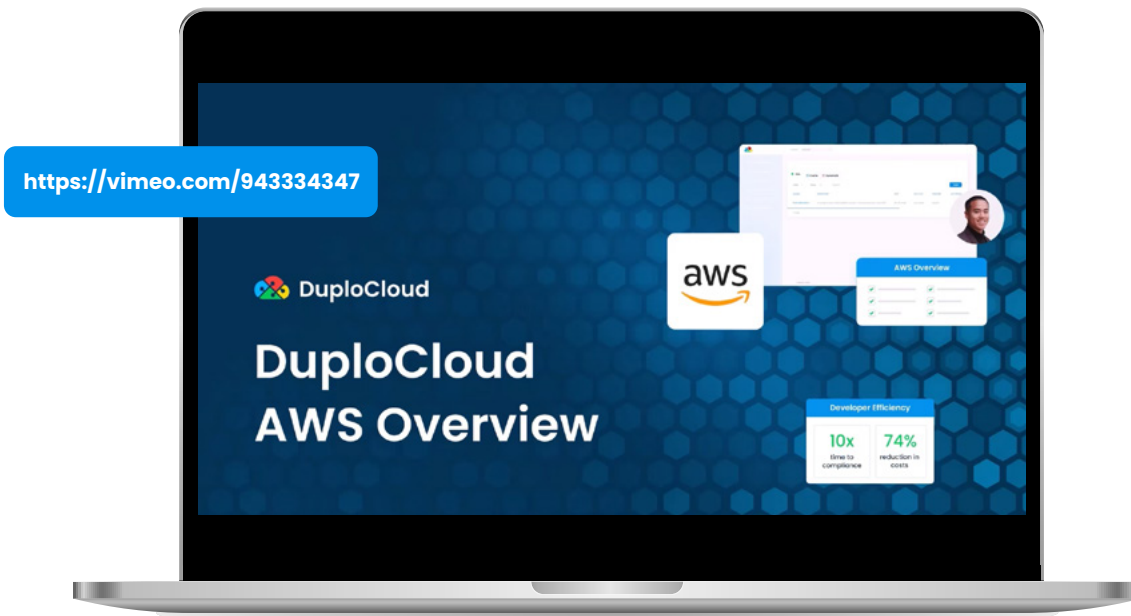 https://vimeo.com/943334347
DuploCloud
DuploCloud
AWS Overview
aws
AWS Overview
Developer Efficiency
10x
time to
compliance
74%
reduction in
costs